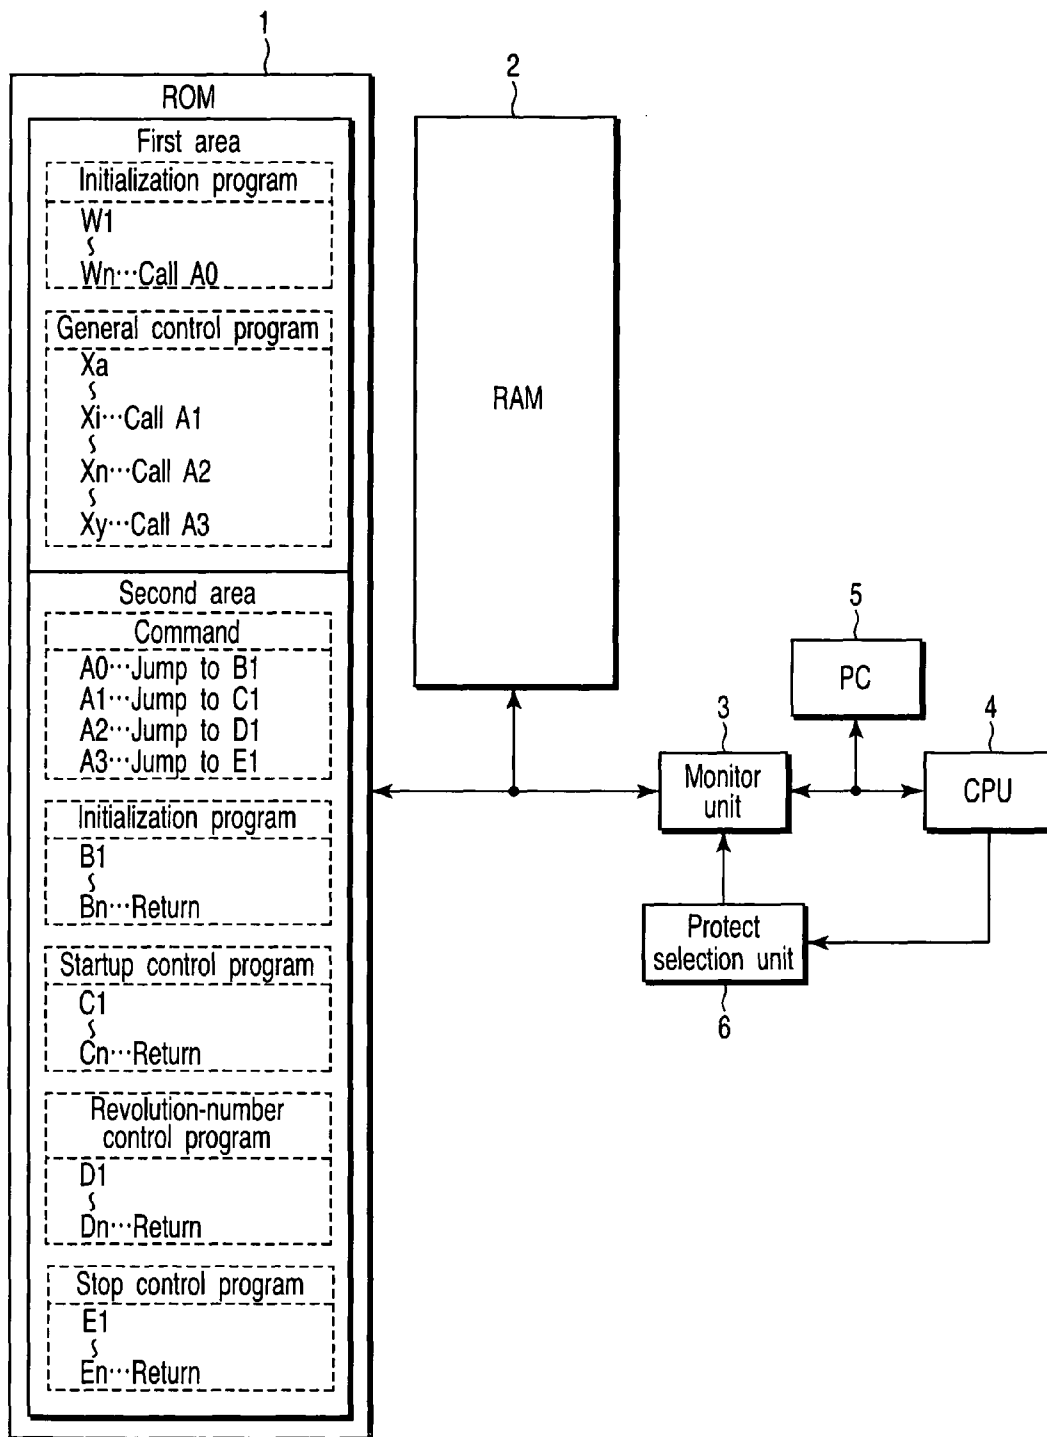 1
ROM
First area
Initialization program
W1
∫
Wn···Call A0
General control program
Xa
∫
Xi···Call A1
∫
Xn···Call A2
∫
Xy···Call A3
Second area
Command
A0···Jump to B1
A1···Jump to C1
A2···Jump to D1
A3···Jump to E1
Initialization program
B1
∫
Bn···Return
Startup control program
C1
∫
Cn···Return
Revolution-number
control program
D1
∫
Dn···Return
Stop control program
E1
∫
En···Return
2
RAM
3
Monitor
unit
5
PC
4
CPU
Protect
selection unit
6